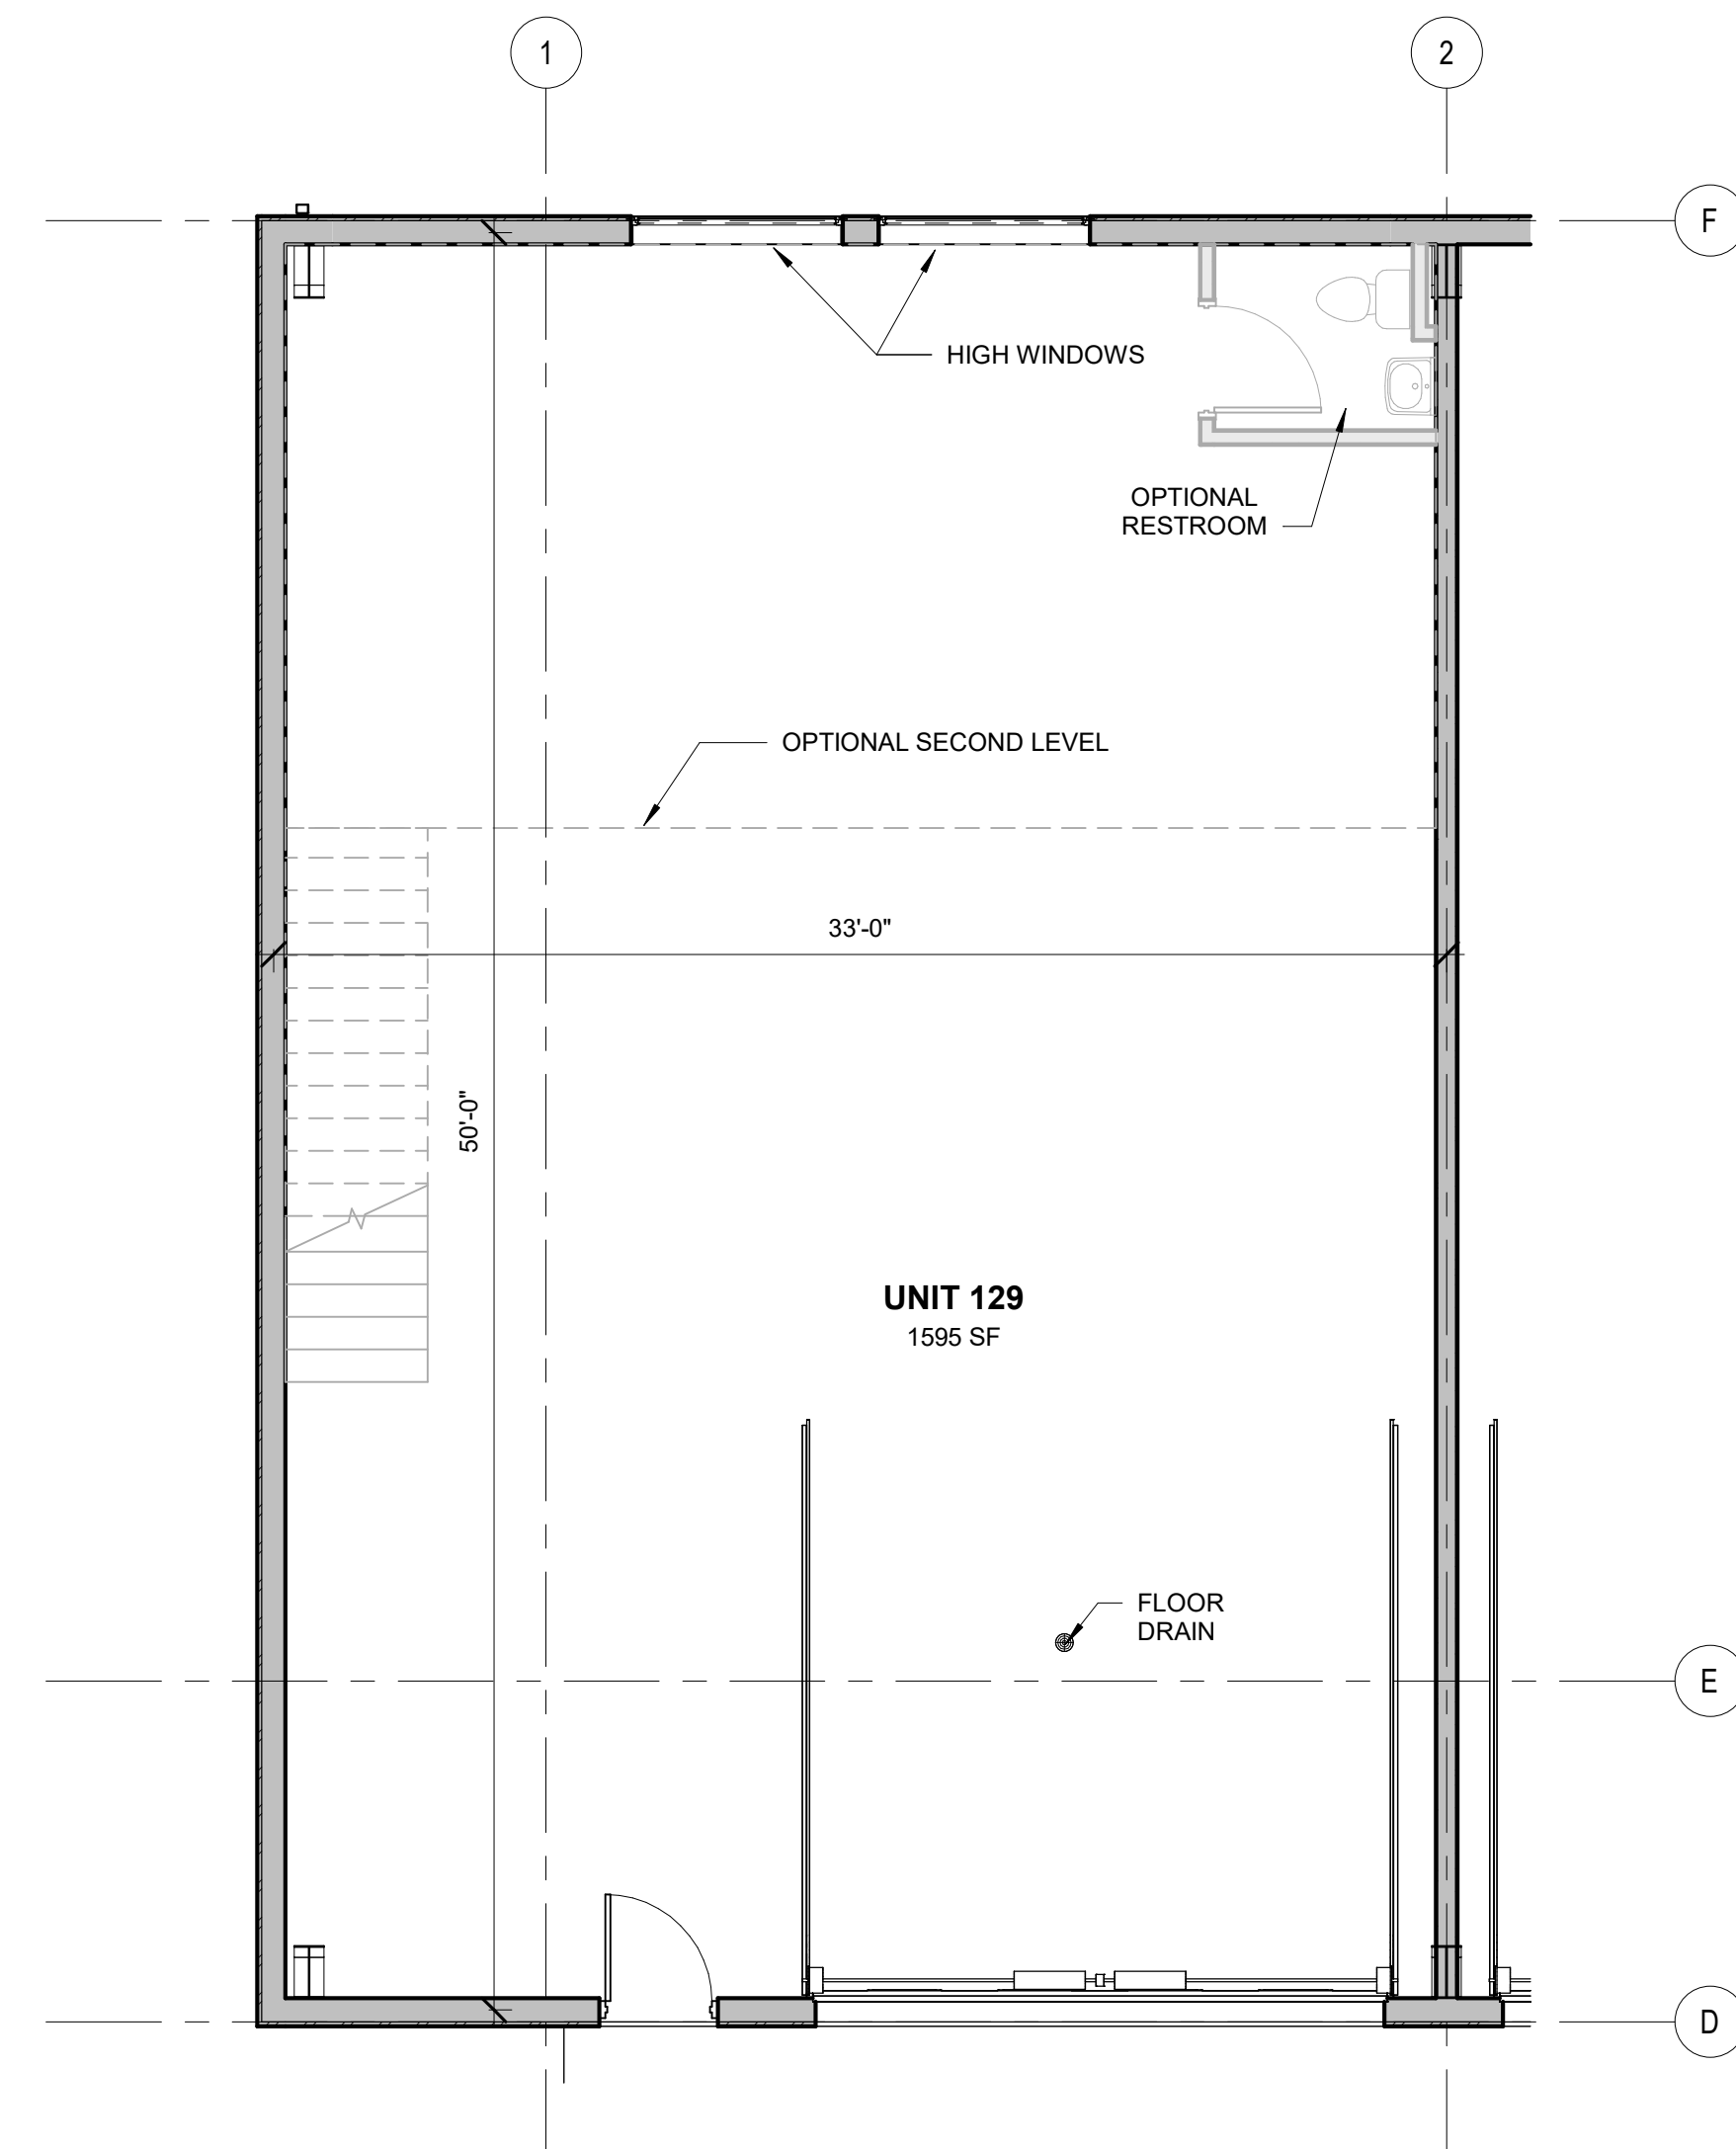 1
2
F
HIGH WINDOWS
OPTIONAL
RESTROOM
OPTIONAL SECOND LEVEL
33'-0"
50'-0"
UNIT 129
1595 SF
FLOOR
DRAIN
E
D